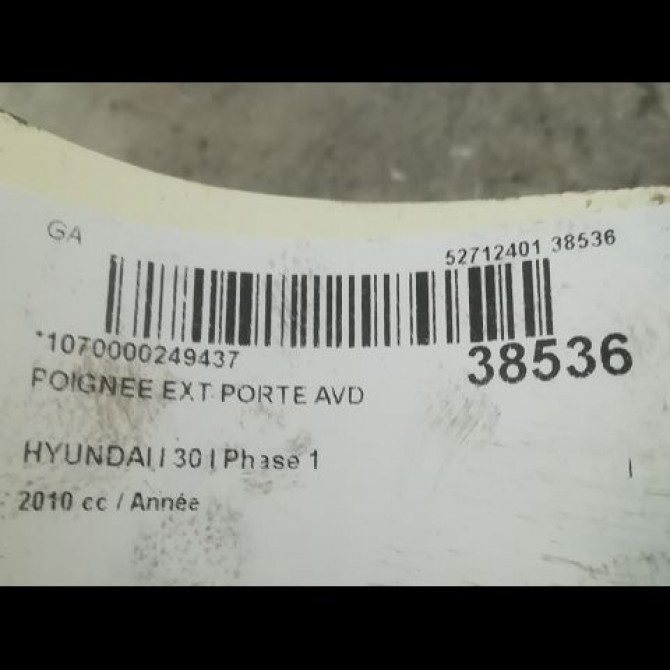 GA
52712401 38536
*1070000249437
38536
POIGNEE EXT PORTE AVD
HYUNDAI I 30 I Phase 1
I
2010 cc / Année